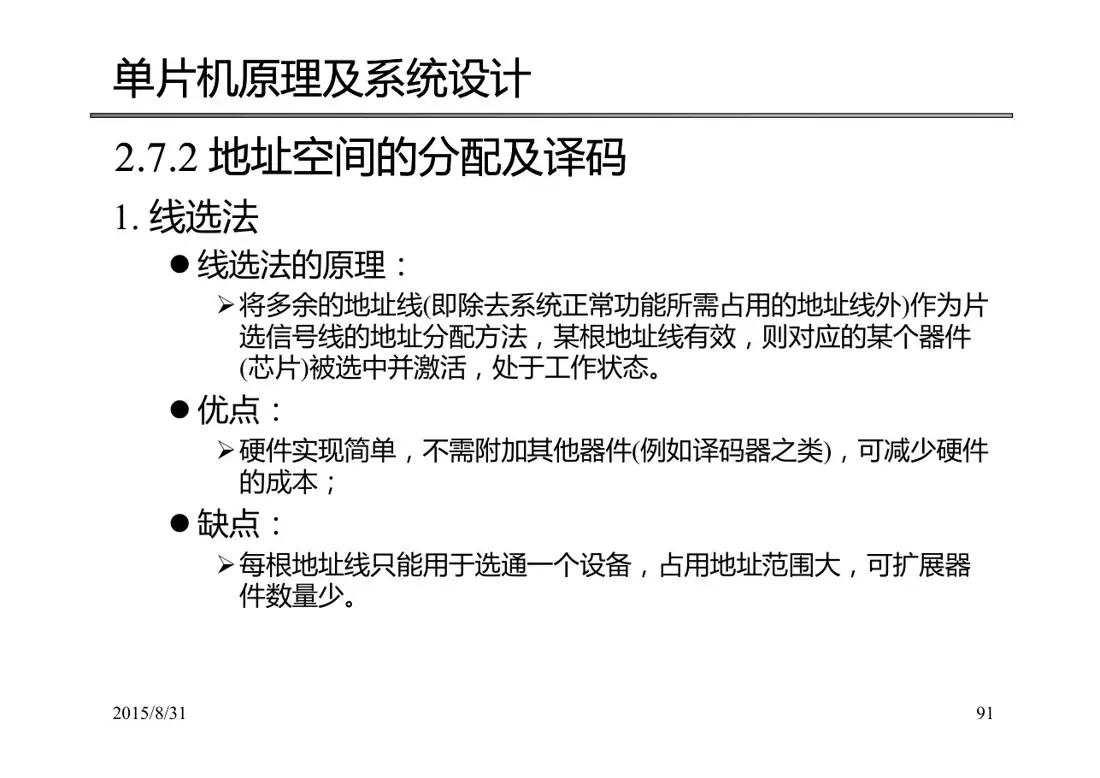 单片机原理及系统设计
2.7.2 地址空间的分配及译码
1. 线选法
● 线选法的原理：
➢ 将多余的地址线(即除去系统正常功能所需占用的地址线外)作为片
选信号线的地址分配方法，某根地址线有效，则对应的某个器件
(芯片)被选中并激活，处于工作状态。
● 优点：
➢ 硬件实现简单，不需附加其他器件(例如译码器之类)，可减少硬件
的成本；
● 缺点：
➢ 每根地址线只能用于选通一个设备，占用地址范围大，可扩展器
件数量少。
2015/8/31
91